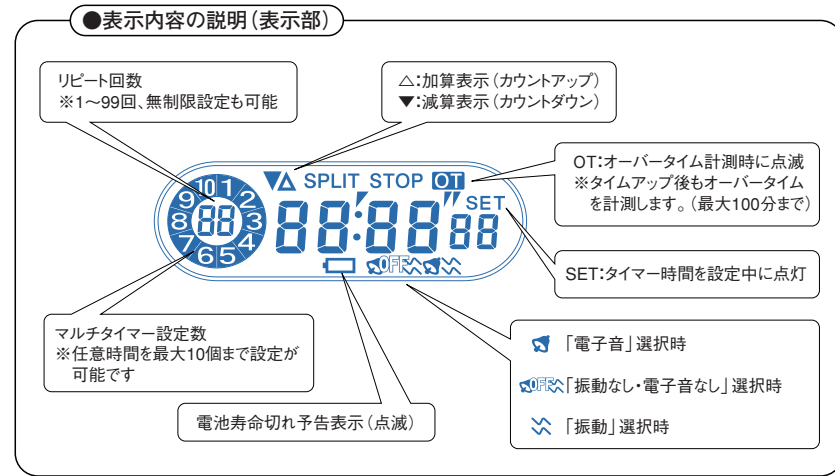 ●表示内容の説明(表示部)
リピート回数
※1〜99回、無制限設定も可能
△:加算表示(カウントアップ)
▼:減算表示(カウントダウン)
OT:オーバータイム計測時に点滅
※タイムアップ後もオーバータイム
を計測します。(最大100分まで)
▼△ SPLIT STOP OT
SET
10 1 2 3 4 5 6 7 8 9
88
88:88 88
OFF
SET:タイマー時間を設定中に点灯
マルチタイマー設定数
※任意時間を最大10個まで設定が
可能です
電池寿命切れ予告表示(点滅)
「電子音」選択時
OFF「振動なし・電子音なし」選択時
「振動」選択時